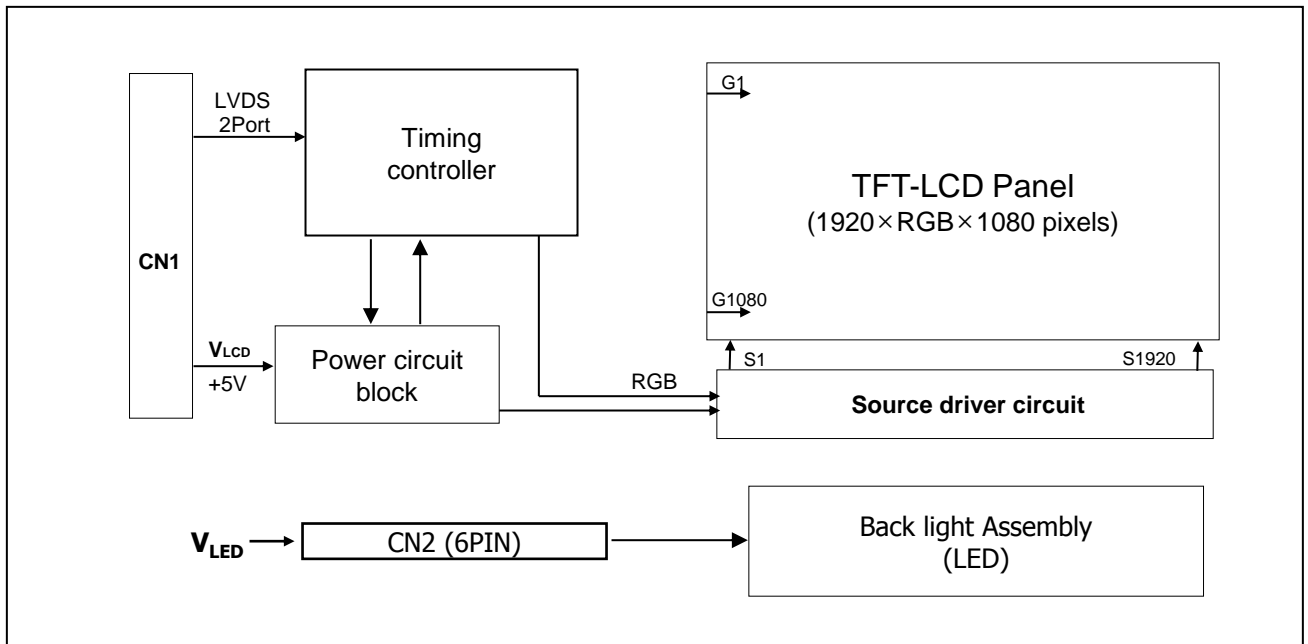 CN1
LVDS
2Port
Timing
controller
VLCD
+5V
Power circuit
block
RGB
G1
TFT-LCD Panel
(1920×RGB×1080 pixels)
G1080
S1
S1920
Source driver circuit
VLED
CN2 (6PIN)
Back light Assembly
(LED)